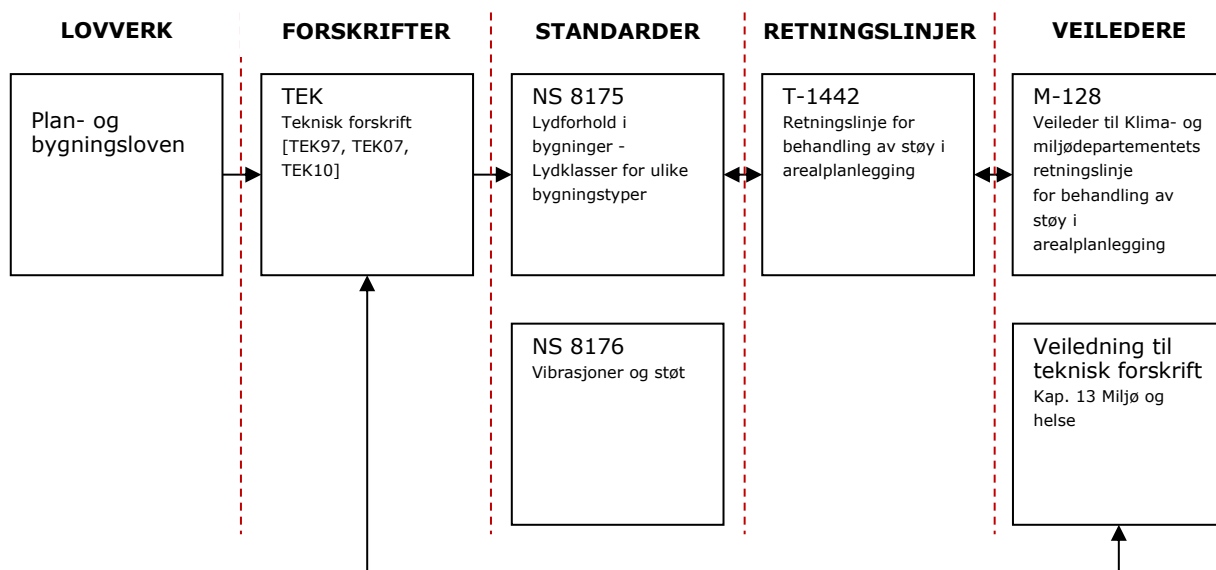 LOVVERK
FORSKRIFTER
STANDARDER
RETNINGSLINJER
VEILEDERE
Plan- og
bygningsloven
TEK
Teknisk forskrift
[TEK97, TEK07,
TEK10]
NS 8175
Lydforhold i
bygninger -
Lydklasser for ulike
bygningstyper
T-1442
Retningslinje for
behandling av støy i
arealplanlegging
M-128
Veileder til Klima- og
miljødepartementets
retningslinje
for behandling av
støy i
arealplanlegging
NS 8176
Vibrasjoner og støt
Veiledning til
teknisk forskrift
Kap. 13 Miljø og
helse